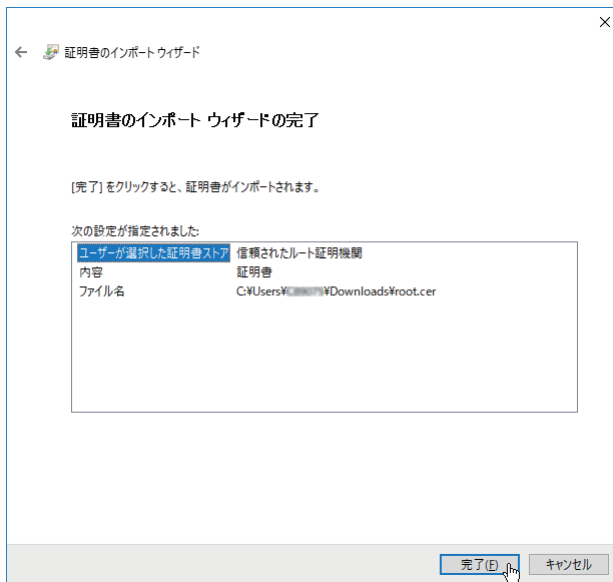 証明書のインポート ウィザード
証明書のインポート ウィザードの完了
[完了] をクリックすると、証明書がインポートされます。
次の設定が指定されました:
ユーザーが選択した証明書ストア 信頼されたルート証明機関
内容 証明書
ファイル名 C:¥Users¥ ¥Downloads¥root.cer
完了(F) キャンセル